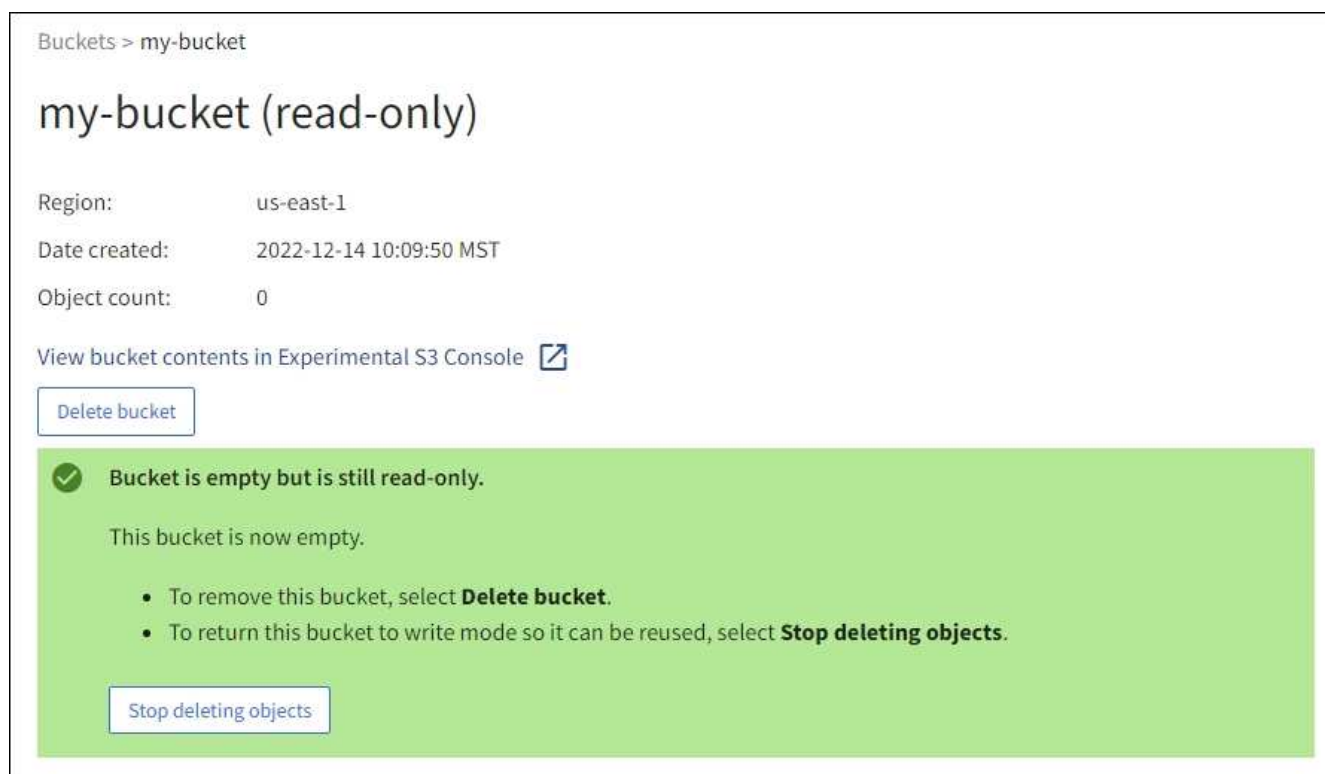 Buckets > my-bucket
my-bucket (read-only)
Region: us-east-1
Date created: 2022-12-14 10:09:50 MST
Object count: 0
View bucket contents in Experimental S3 Console
Delete bucket
Bucket is empty but is still read-only.
This bucket is now empty.
• To remove this bucket, select Delete bucket.
• To return this bucket to write mode so it can be reused, select Stop deleting objects.
Stop deleting objects